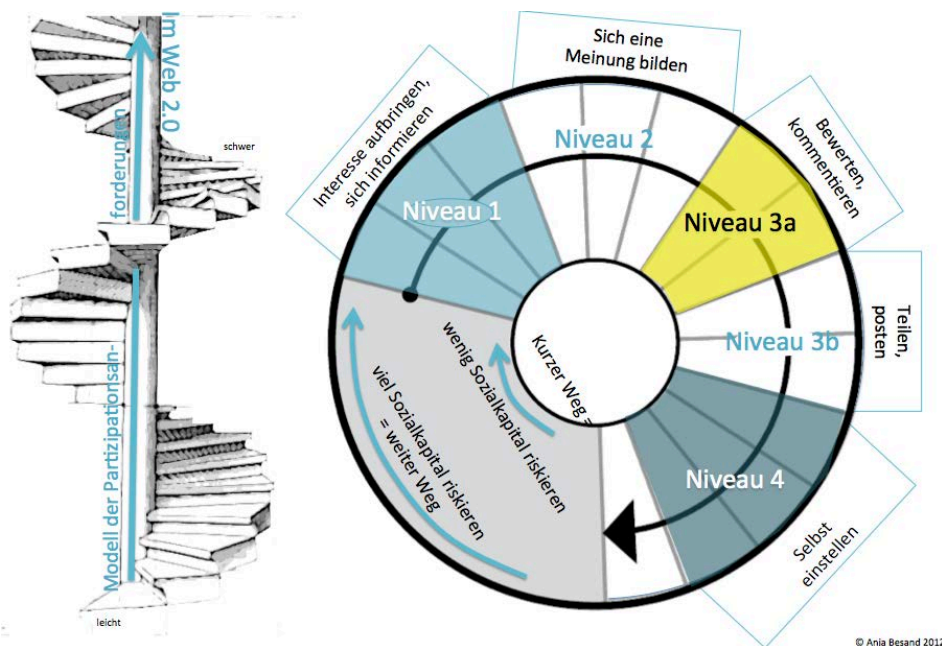 Modell der Partizipationsan-
forderungen
Im Web 2.0
schwer
leicht
Interesse aufbringen,
sich informieren
Sich eine
Meinung bilden
Bewerten,
kommentieren
Teilen,
posten
Selbst
einstellen
Niveau 1
Niveau 2
Niveau 3a
Niveau 3b
Niveau 4
Kurzer Weg =
wenig Sozialkapital riskieren
viel Sozialkapital riskieren
= weiter Weg
© Anja Besand 2012